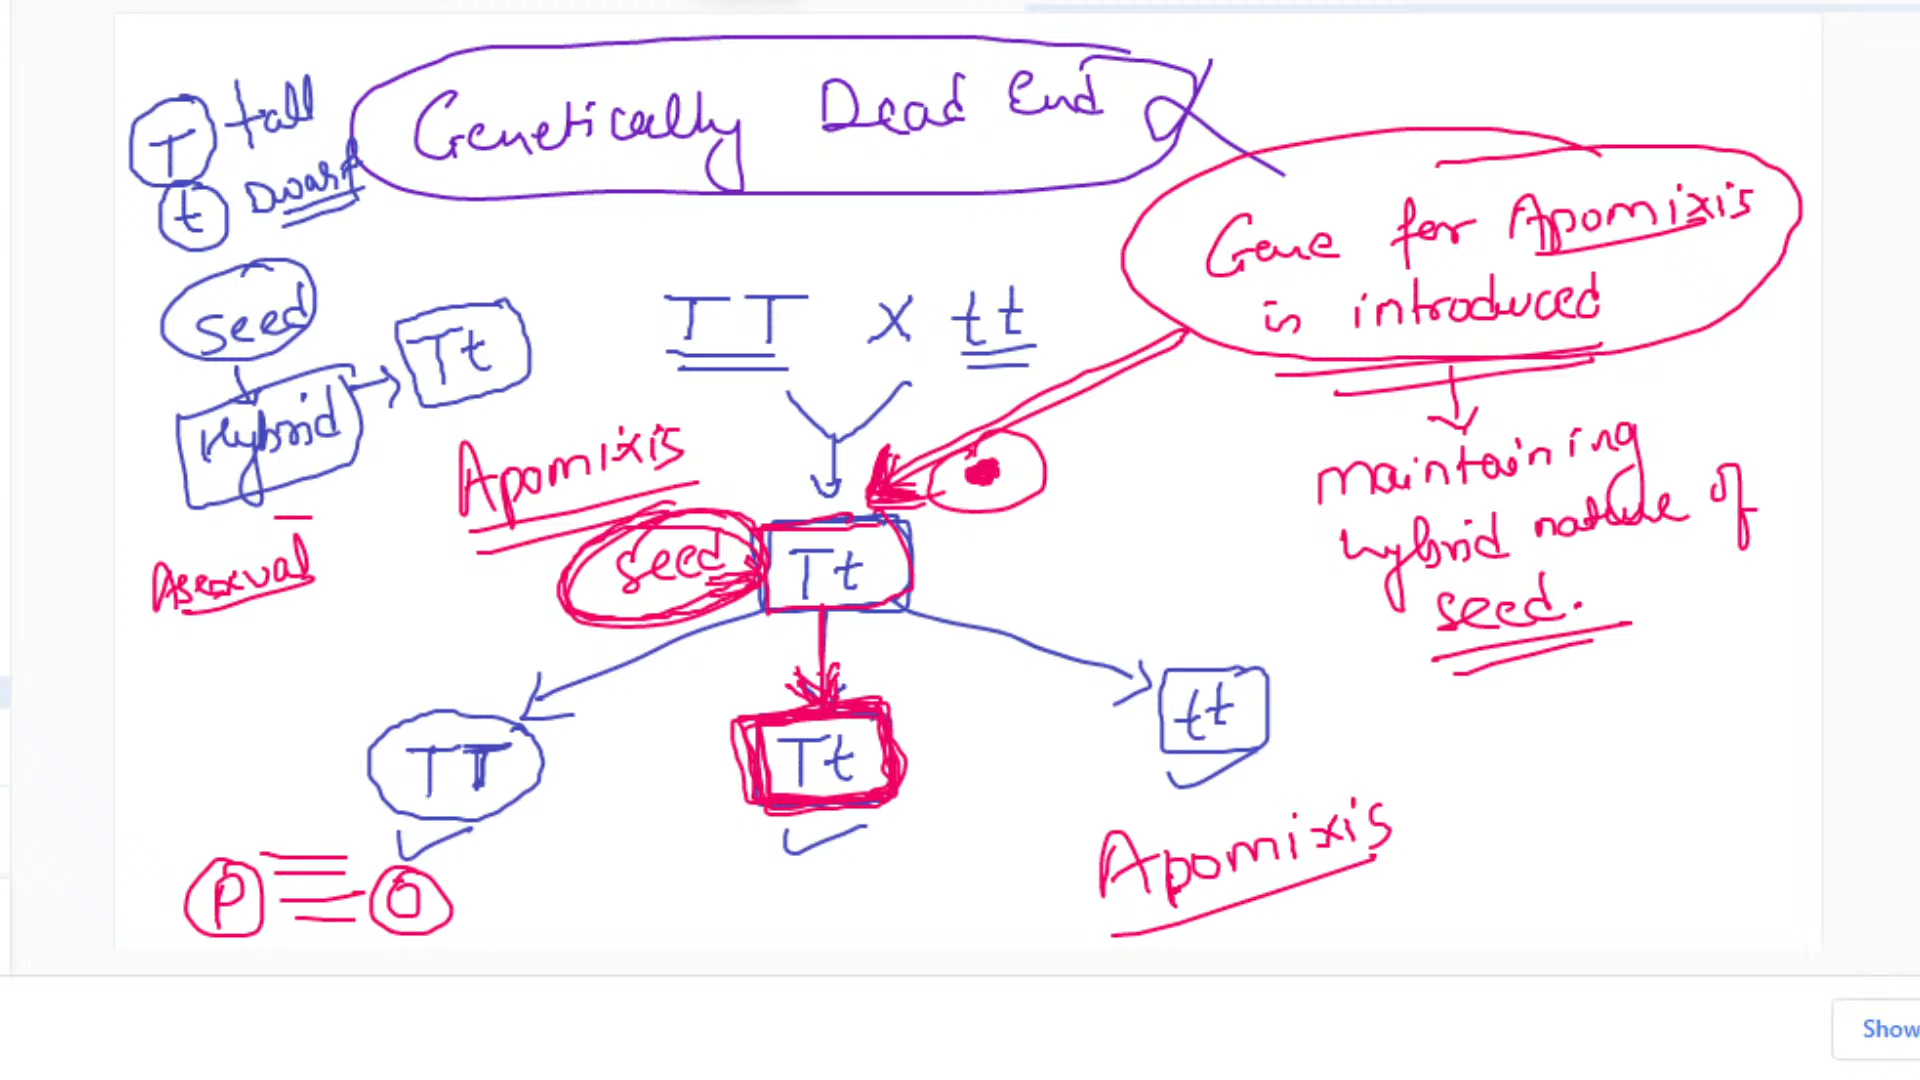 Genetically Dead End
T tall
t Dwarf
Seed
Hybrid
Tt
TT x tt
Gene for Apomixis
is introduced
maintaining
hybrid nature of
seed.
Apomixis
Asexual
seed
Tt
TT
Tt
tt
Apomixis
P
O
Show